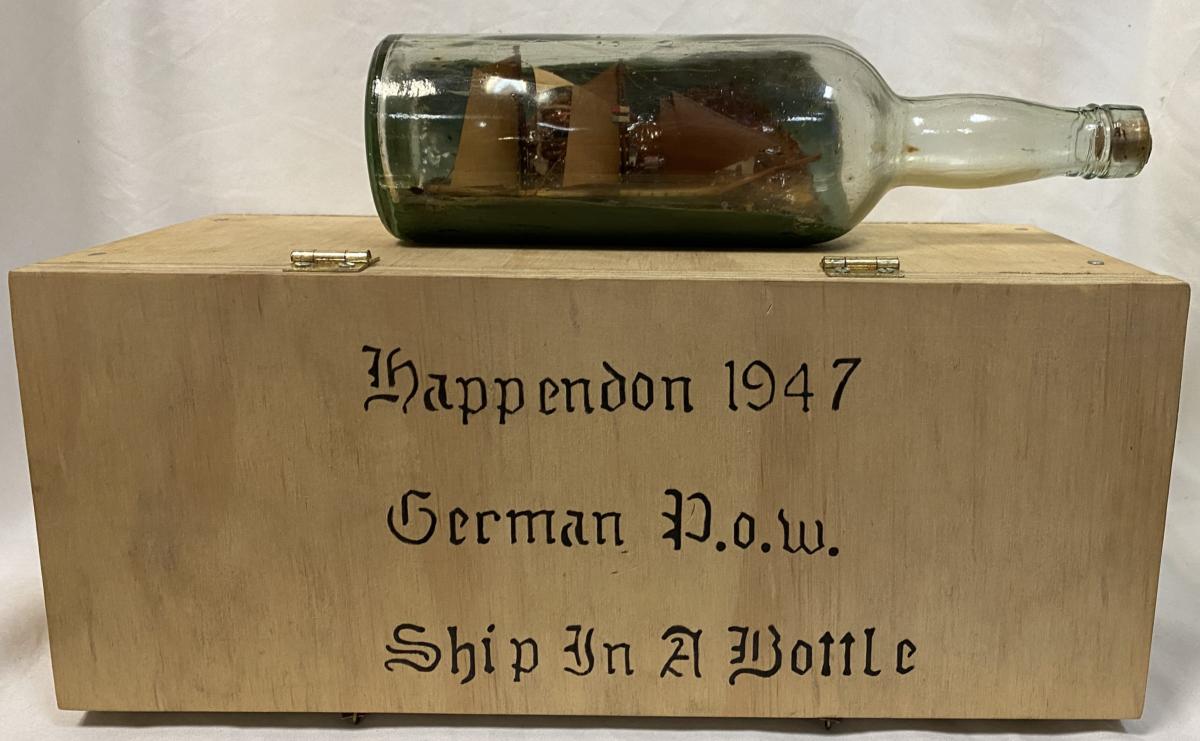 Happendon 1947
German P.o.w.
Ship In A Bottle